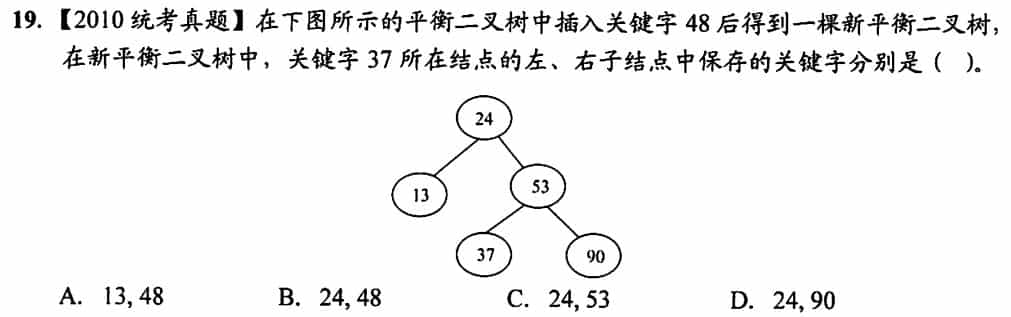 19. 【2010 统考真题】在下图所示的平衡二叉树中插入关键字 48 后得到一棵新平衡二叉树,
在新平衡二叉树中，关键字 37 所在结点的左、右子结点中保存的关键字分别是（ ）。
24
13
53
37
90
A. 13, 48 B. 24, 48 C. 24, 53 D. 24, 90